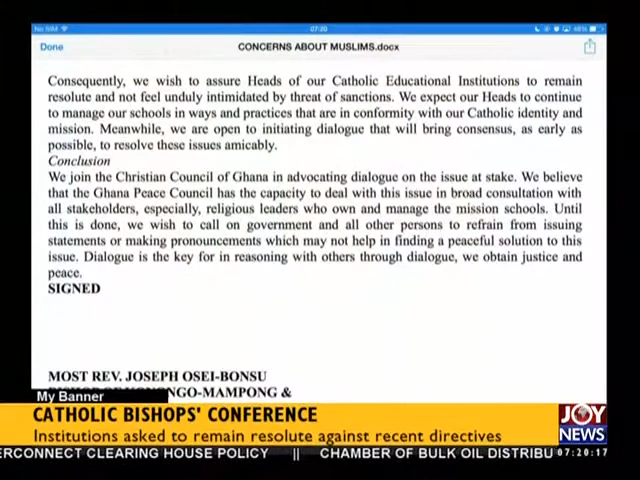 No SIM
07:20
48%
Done
CONCERNS ABOUT MUSLIMS.docx
Consequently, we wish to assure Heads of our Catholic Educational Institutions to remain
resolute and not feel unduly intimidated by threat of sanctions. We expect our Heads to continue
to manage our schools in ways and practices that are in conformity with our Catholic identity and
mission. Meanwhile, we are open to initiating dialogue that will bring consensus, as early as
possible, to resolve these issues amicably.
Conclusion
We join the Christian Council of Ghana in advocating dialogue on the issue at stake. We believe
that the Ghana Peace Council has the capacity to deal with this issue in broad consultation with
all stakeholders, especially, religious leaders who own and manage the mission schools. Until
this is done, we wish to call on government and all other persons to refrain from issuing
statements or making pronouncements which may not help in finding a peaceful solution to this
issue. Dialogue is the key for in reasoning with others through dialogue, we obtain justice and
peace.
SIGNED
MOST REV. JOSEPH OSEI-BONSU
NGO-MAMPONG &
My Banner
CATHOLIC BISHOPS' CONFERENCE
Institutions asked to remain resolute against recent directives
JOY
NEWS
ERCONNECT CLEARING HOUSE POLICY || CHAMBER OF BULK OIL DISTRIBU
07:20:17